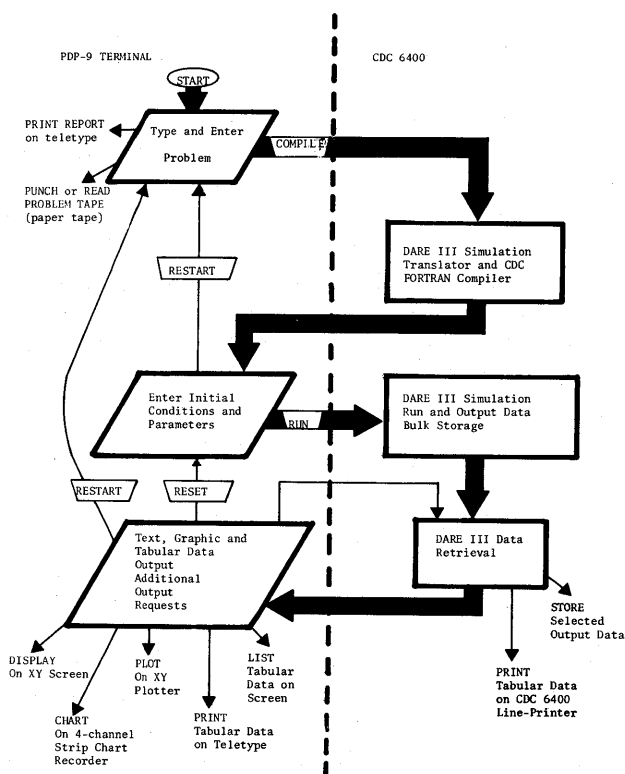 PDP-9 TERMINAL
CDC 6400
START
PRINT REPORT
on teletype
Type and Enter
Problem
COMPILE
PUNCH or READ
PROBLEM TAPE
(paper tape)
RESTART
DARE III Simulation
Translator and CDC
FORTRAN Compiler
Enter Initial
Conditions and
Parameters
RUN
DARE III Simulation
Run and Output Data
Bulk Storage
RESTART
RESET
Text, Graphic and
Tabular Data
Output
Additional
Output
Requests
DARE III Data
Retrieval
STORE
Selected
Output Data
DISPLAY
On XY Screen
PLOT
On XY
Plotter
LIST
Tabular
Data on
Screen
PRINT
Tabular Data
on CDC 6400
Line-Printer
CHART
On 4-channel
Strip Chart
Recorder
PRINT
Tabular Data
on Teletype